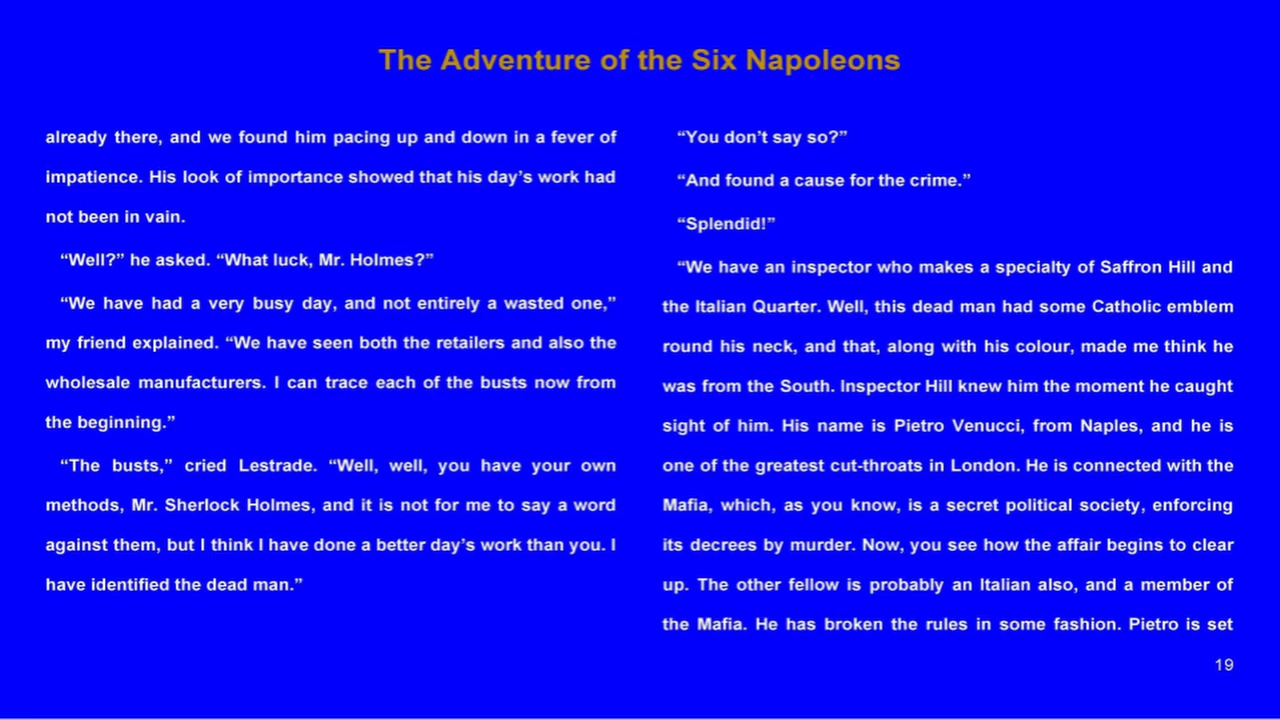 The Adventure of the Six Napoleons
already there, and we found him pacing up and down in a fever of
impatience. His look of importance showed that his day’s work had
not been in vain.
“Well?” he asked. “What luck, Mr. Holmes?”
“We have had a very busy day, and not entirely a wasted one,”
my friend explained. “We have seen both the retailers and also the
wholesale manufacturers. I can trace each of the busts now from
the beginning.”
“The busts,” cried Lestrade. “Well, well, you have your own
methods, Mr. Sherlock Holmes, and it is not for me to say a word
against them, but I think I have done a better day’s work than you. I
have identified the dead man.”
“You don’t say so?”
“And found a cause for the crime.”
“Splendid!”
“We have an inspector who makes a specialty of Saffron Hill and
the Italian Quarter. Well, this dead man had some Catholic emblem
round his neck, and that, along with his colour, made me think he
was from the South. Inspector Hill knew him the moment he caught
sight of him. His name is Pietro Venucci, from Naples, and he is
one of the greatest cut-throats in London. He is connected with the
Mafia, which, as you know, is a secret political society, enforcing
its decrees by murder. Now, you see how the affair begins to clear
up. The other fellow is probably an Italian also, and a member of
the Mafia. He has broken the rules in some fashion. Pietro is set
19